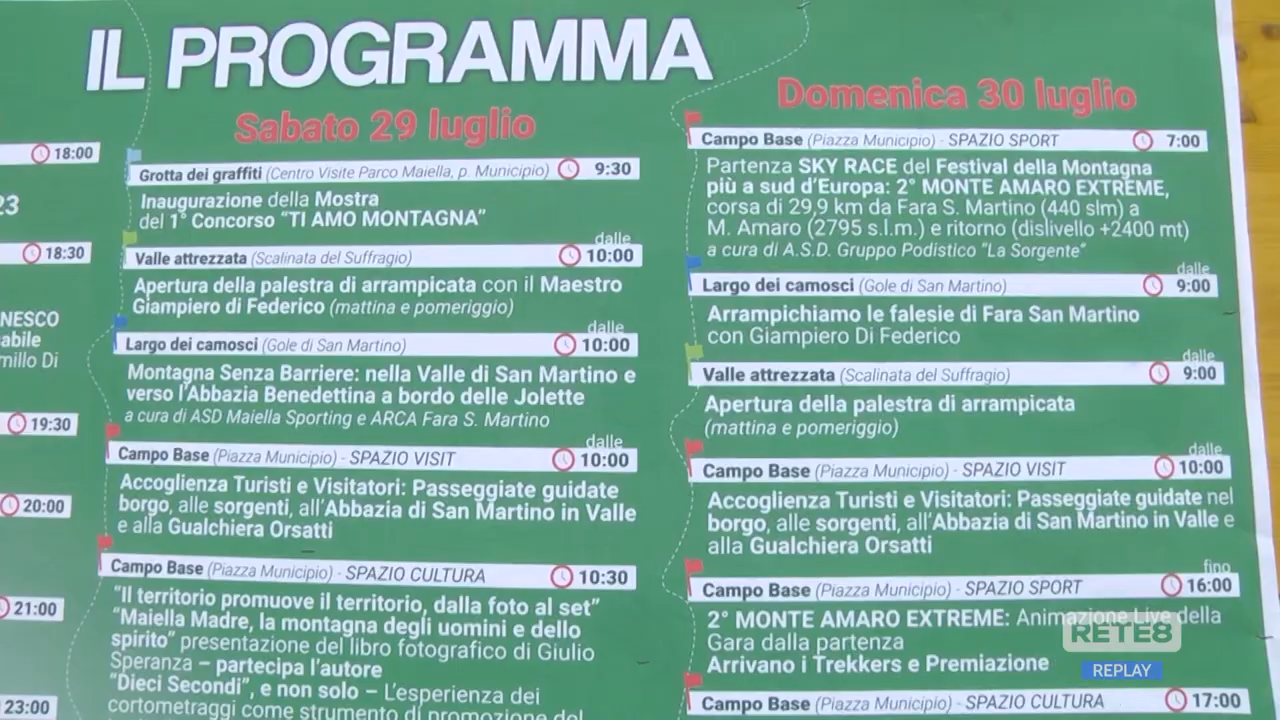 IL PROGRAMMA
18:00
23
18:30
NESCO
abile
millo Di
19:30
20:00
21:00
23:00
Sabato 29 luglio
Grotta dei graffiti (Centro Visite Parco Maiella, p. Municipio) 9:30
Inaugurazione della Mostra
del 1° Concorso “TI AMO MONTAGNA”
dalle
Valle attrezzata (Scalinata del Suffragio) 10:00
Apertura della palestra di arrampicata con il Maestro
Giampiero di Federico (mattina e pomeriggio)
dalle
Largo dei camosci (Gole di San Martino) 10:00
Montagna Senza Barriere: nella Valle di San Martino e
verso l’Abbazia Benedettina a bordo delle Jolette
a cura di ASD Maiella Sporting e ARCA Fara S. Martino
dalle
Campo Base (Piazza Municipio) - SPAZIO VISIT 10:00
Accoglienza Turisti e Visitatori: Passeggiate guidate
borgo, alle sorgenti, all’Abbazia di San Martino in Valle
e alla Gualchiera Orsatti
Campo Base (Piazza Municipio) - SPAZIO CULTURA 10:30
“Il territorio promuove il territorio, dalla foto al set”
“Maiella Madre, la montagna degli uomini e dello
spirito” presentazione del libro fotografico di Giulio
Speranza – partecipa l’autore
“Dieci Secondi”, e non solo – L’esperienza dei
cortometraggi come strumento di promozione del
Domenica 30 luglio
Campo Base (Piazza Municipio) - SPAZIO SPORT 7:00
Partenza SKY RACE del Festival della Montagna
più a sud d’Europa: 2° MONTE AMARO EXTREME,
corsa di 29,9 km da Fara S. Martino (440 slm) a
M. Amaro (2795 s.l.m.) e ritorno (dislivello +2400 mt)
a cura di A.S.D. Gruppo Podistico “La Sorgente”
dalle
Largo dei camosci (Gole di San Martino) 9:00
Arrampichiamo le falesie di Fara San Martino
con Giampiero Di Federico
dalle
Valle attrezzata (Scalinata del Suffragio) 9:00
Apertura della palestra di arrampicata
(mattina e pomeriggio)
dalle
Campo Base (Piazza Municipio) - SPAZIO VISIT 10:00
Accoglienza Turisti e Visitatori: Passeggiate guidate nel
borgo, alle sorgenti, all’Abbazia di San Martino in Valle e
alla Gualchiera Orsatti
fino
Campo Base (Piazza Municipio) - SPAZIO SPORT 16:00
2° MONTE AMARO EXTREME: Animazione Live della
Gara dalla partenza
Arrivano i Trekkers e Premiazione
Campo Base (Piazza Municipio) - SPAZIO CULTURA 17:00
RETE8
REPLAY